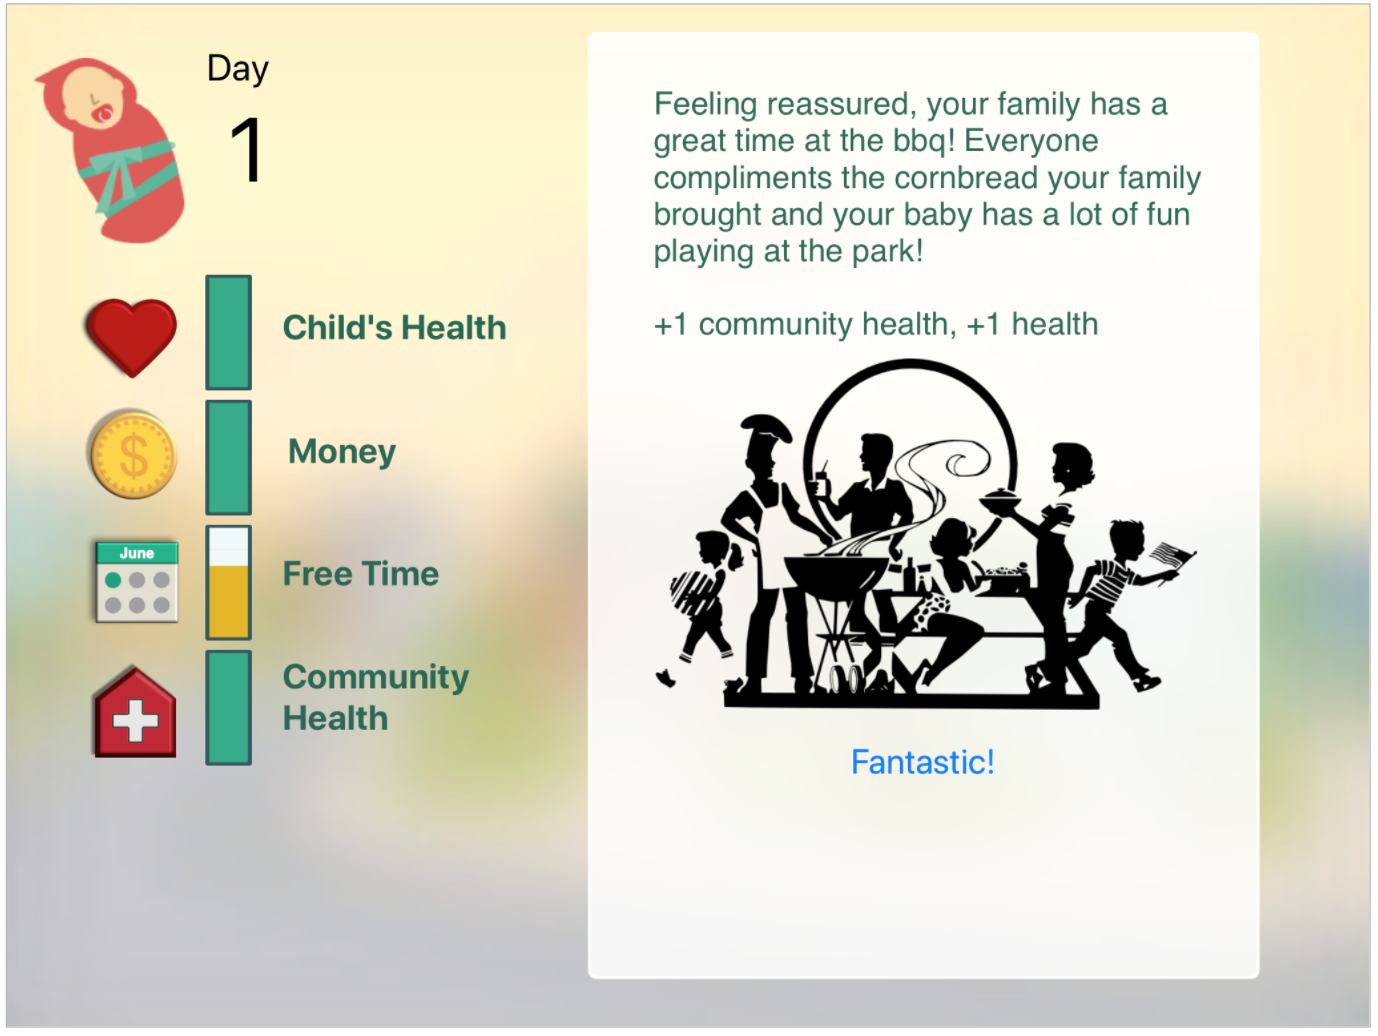 Day
1
Child's Health
Money
June
Free Time
Community
Health
Feeling reassured, your family has a
great time at the bbq! Everyone
compliments the cornbread your family
brought and your baby has a lot of fun
playing at the park!
+1 community health, +1 health
Fantastic!